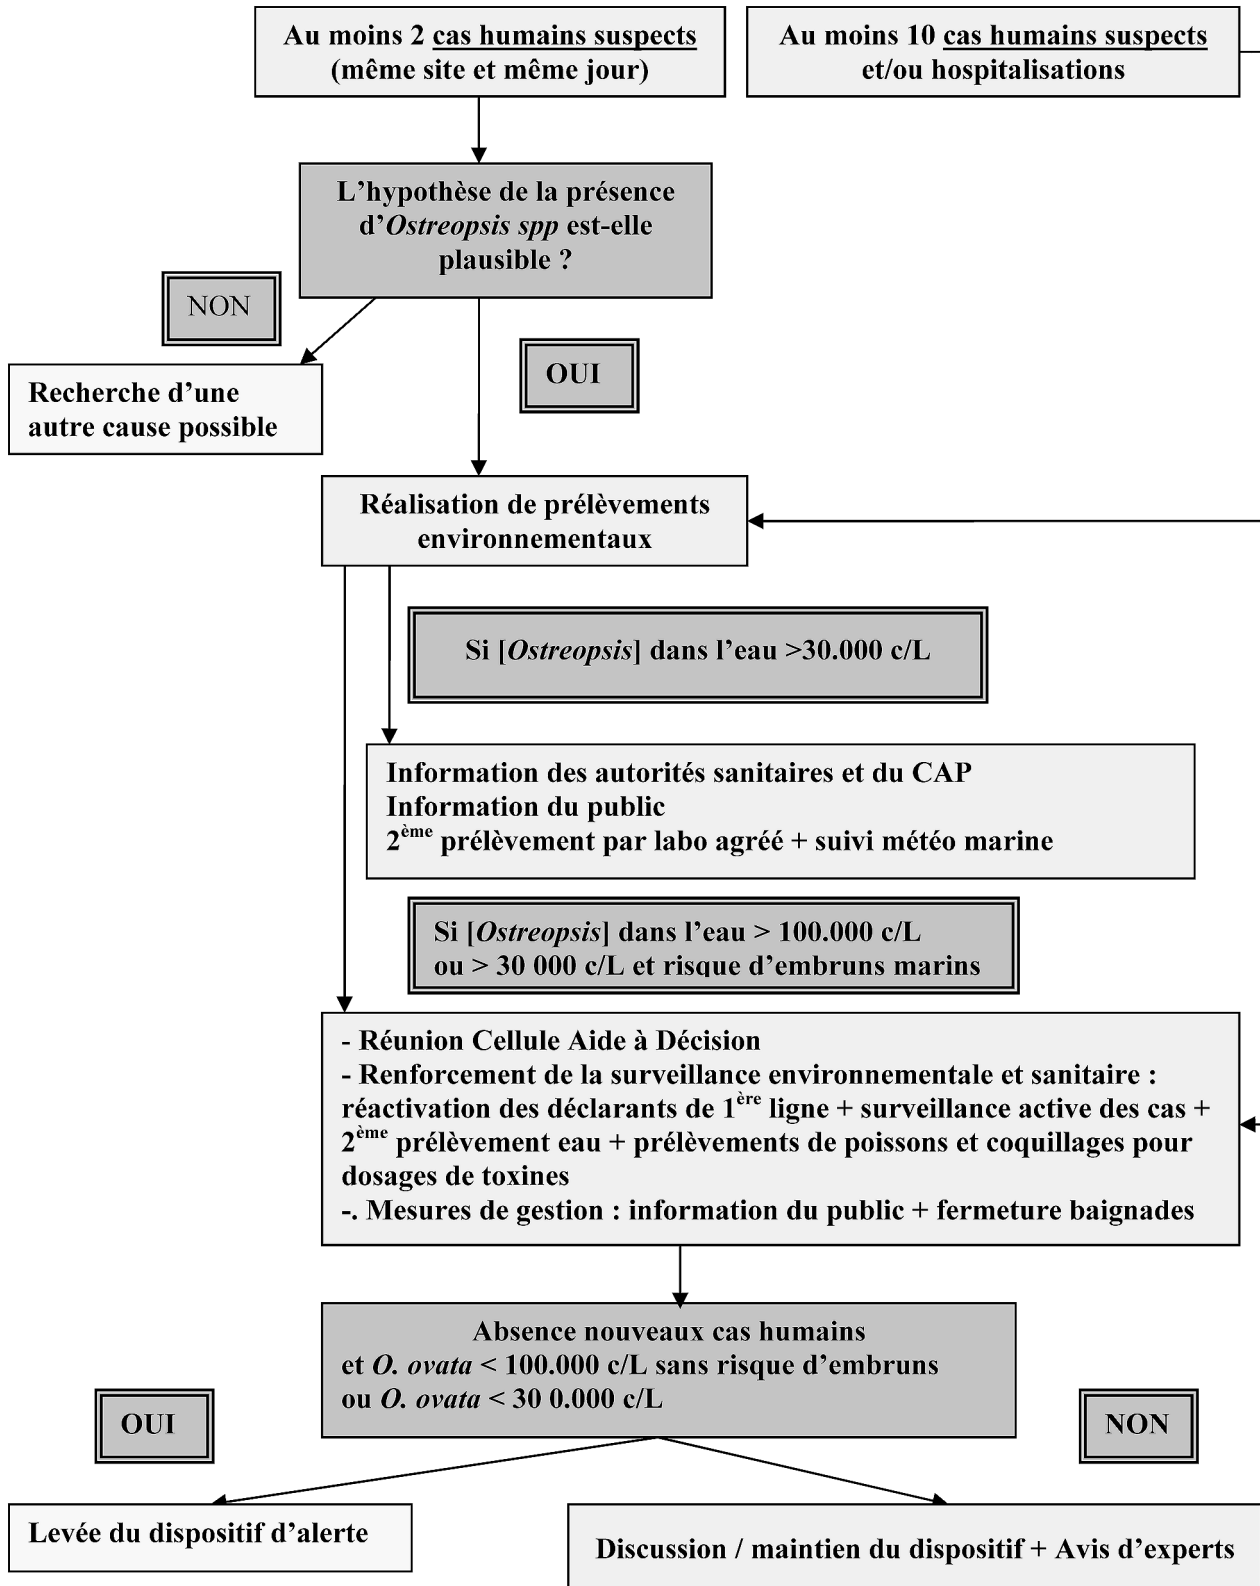 Au moins 2 cas humains suspects
(même site et même jour)
Au moins 10 cas humains suspects
et/ou hospitalisations
L’hypothèse de la présence
d’Ostreopsis spp est-elle
plausible ?
NON
OUI
Recherche d’une
autre cause possible
Réalisation de prélèvements
environnementaux
Si [Ostreopsis] dans l’eau >30.000 c/L
Information des autorités sanitaires et du CAP
Information du public
2ème prélèvement par labo agréé + suivi météo marine
Si [Ostreopsis] dans l’eau > 100.000 c/L
ou > 30 000 c/L et risque d’embruns marins
- Réunion Cellule Aide à Décision
- Renforcement de la surveillance environnementale et sanitaire :
réactivation des déclarants de 1ère ligne + surveillance active des cas +
2ème prélèvement eau + prélèvements de poissons et coquillages pour
dosages de toxines
-. Mesures de gestion : information du public + fermeture baignades
Absence nouveaux cas humains
et O. ovata < 100.000 c/L sans risque d’embruns
ou O. ovata < 30 0.000 c/L
OUI
NON
Levée du dispositif d’alerte
Discussion / maintien du dispositif + Avis d’experts